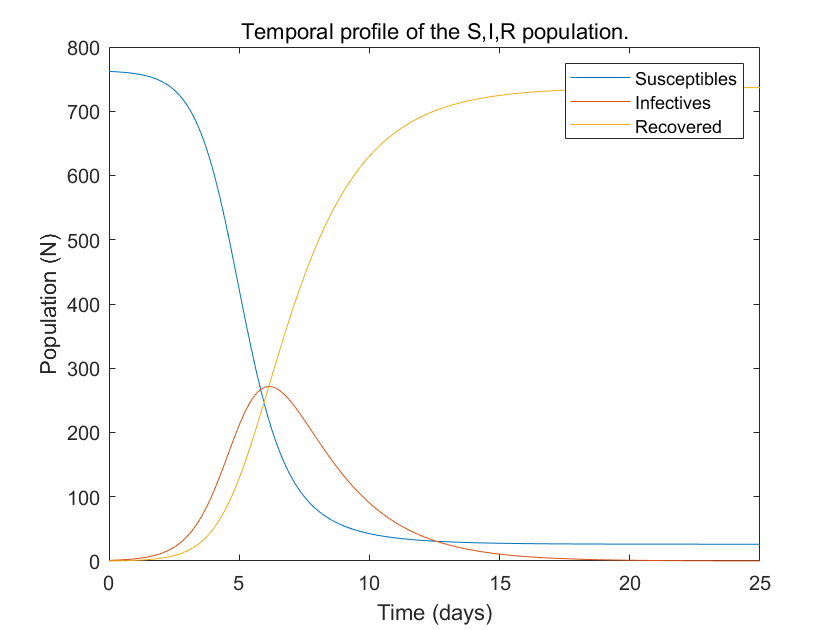 Temporal profile of the S,I,R population.
800
700
600
500
400
300
200
100
0
Population (N)
Susceptibles
Infectives
Recovered
0 5 10 15 20 25
Time (days)